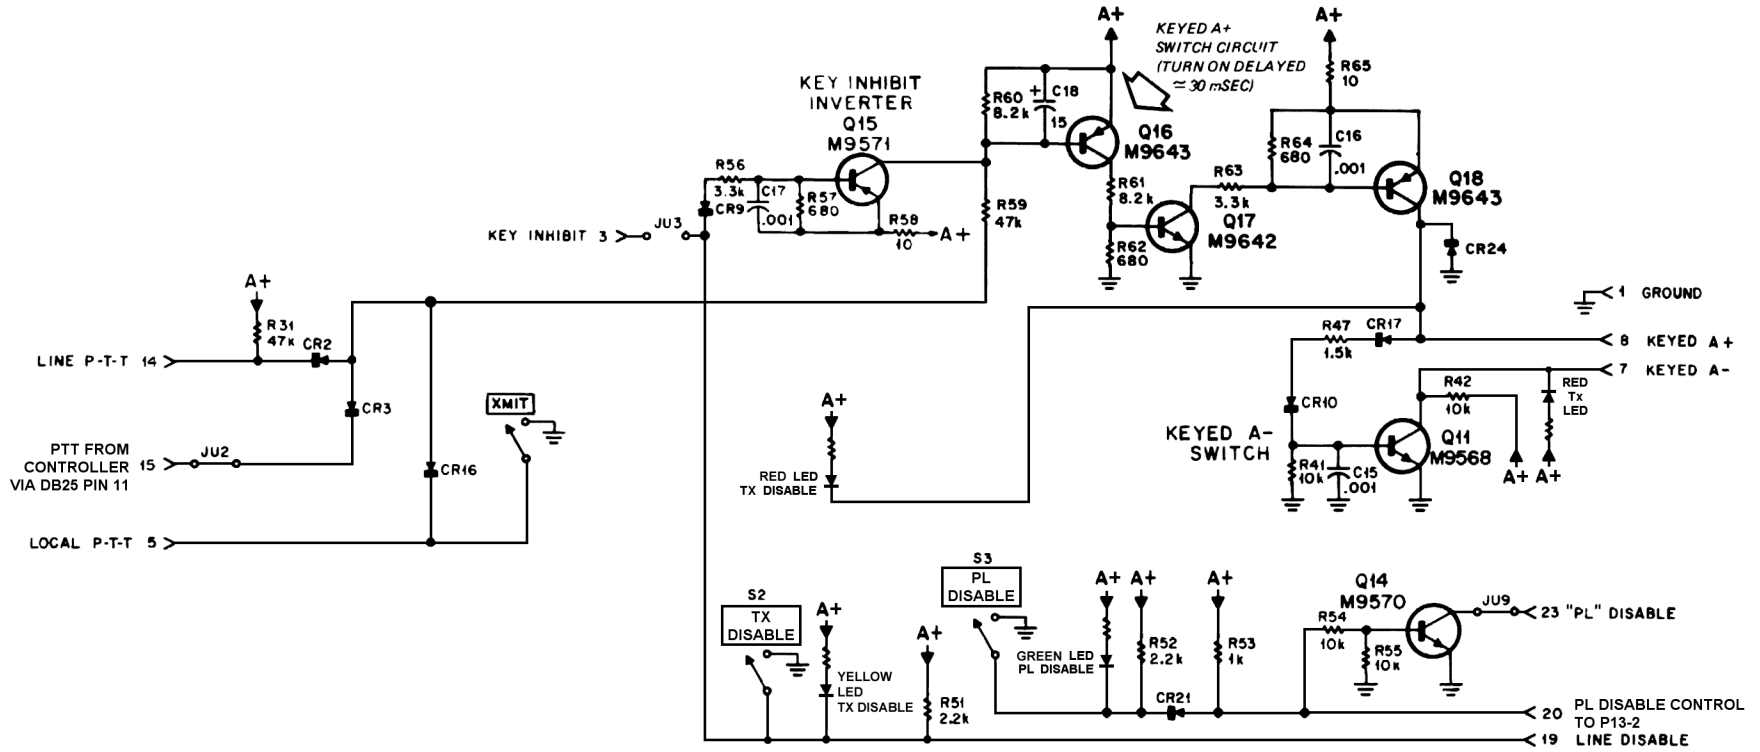 A+
KEYED A+
SWITCH CIRCUIT
(TURN ON DELAYED
≈ 30 mSEC)
A+
R65
10
KEY INHIBIT
INVERTER
Q15
M9571
R60
8.2k
+
C18
15
Q16
M9643
R64
680
C16
.001
Q18
M9643
R56
3.3k
C17
.001
R57
680
CR9
R58
10
A+
R59
47k
R61
8.2k
R62
680
R63
3.3k
Q17
M9642
CR24
KEY INHIBIT 3
JU3
A+
R31
47k
CR2
LINE P-T-T 14
CR3
XMIT
PTT FROM
CONTROLLER 15
VIA DB25 PIN 11
JU2
CR16
LOCAL P-T-T 5
A+
RED LED
TX DISABLE
1 GROUND
R47
1.5k
CR17
8 KEYED A+
7 KEYED A-
CR10
R42
10k
RED
Tx
LED
KEYED A-
SWITCH
Q11
M9568
R41
10k
C15
.001
A+
A+
S2
TX
DISABLE
A+
YELLOW
LED
TX DISABLE
A+
R51
2.2k
S3
PL
DISABLE
A+
A+
A+
GREEN LED
PL DISABLE
R52
2.2k
R53
1k
CR21
Q14
M9570
R54
10k
R55
10k
JU9
23 "PL" DISABLE
20 PL DISABLE CONTROL
TO P13-2
19 LINE DISABLE